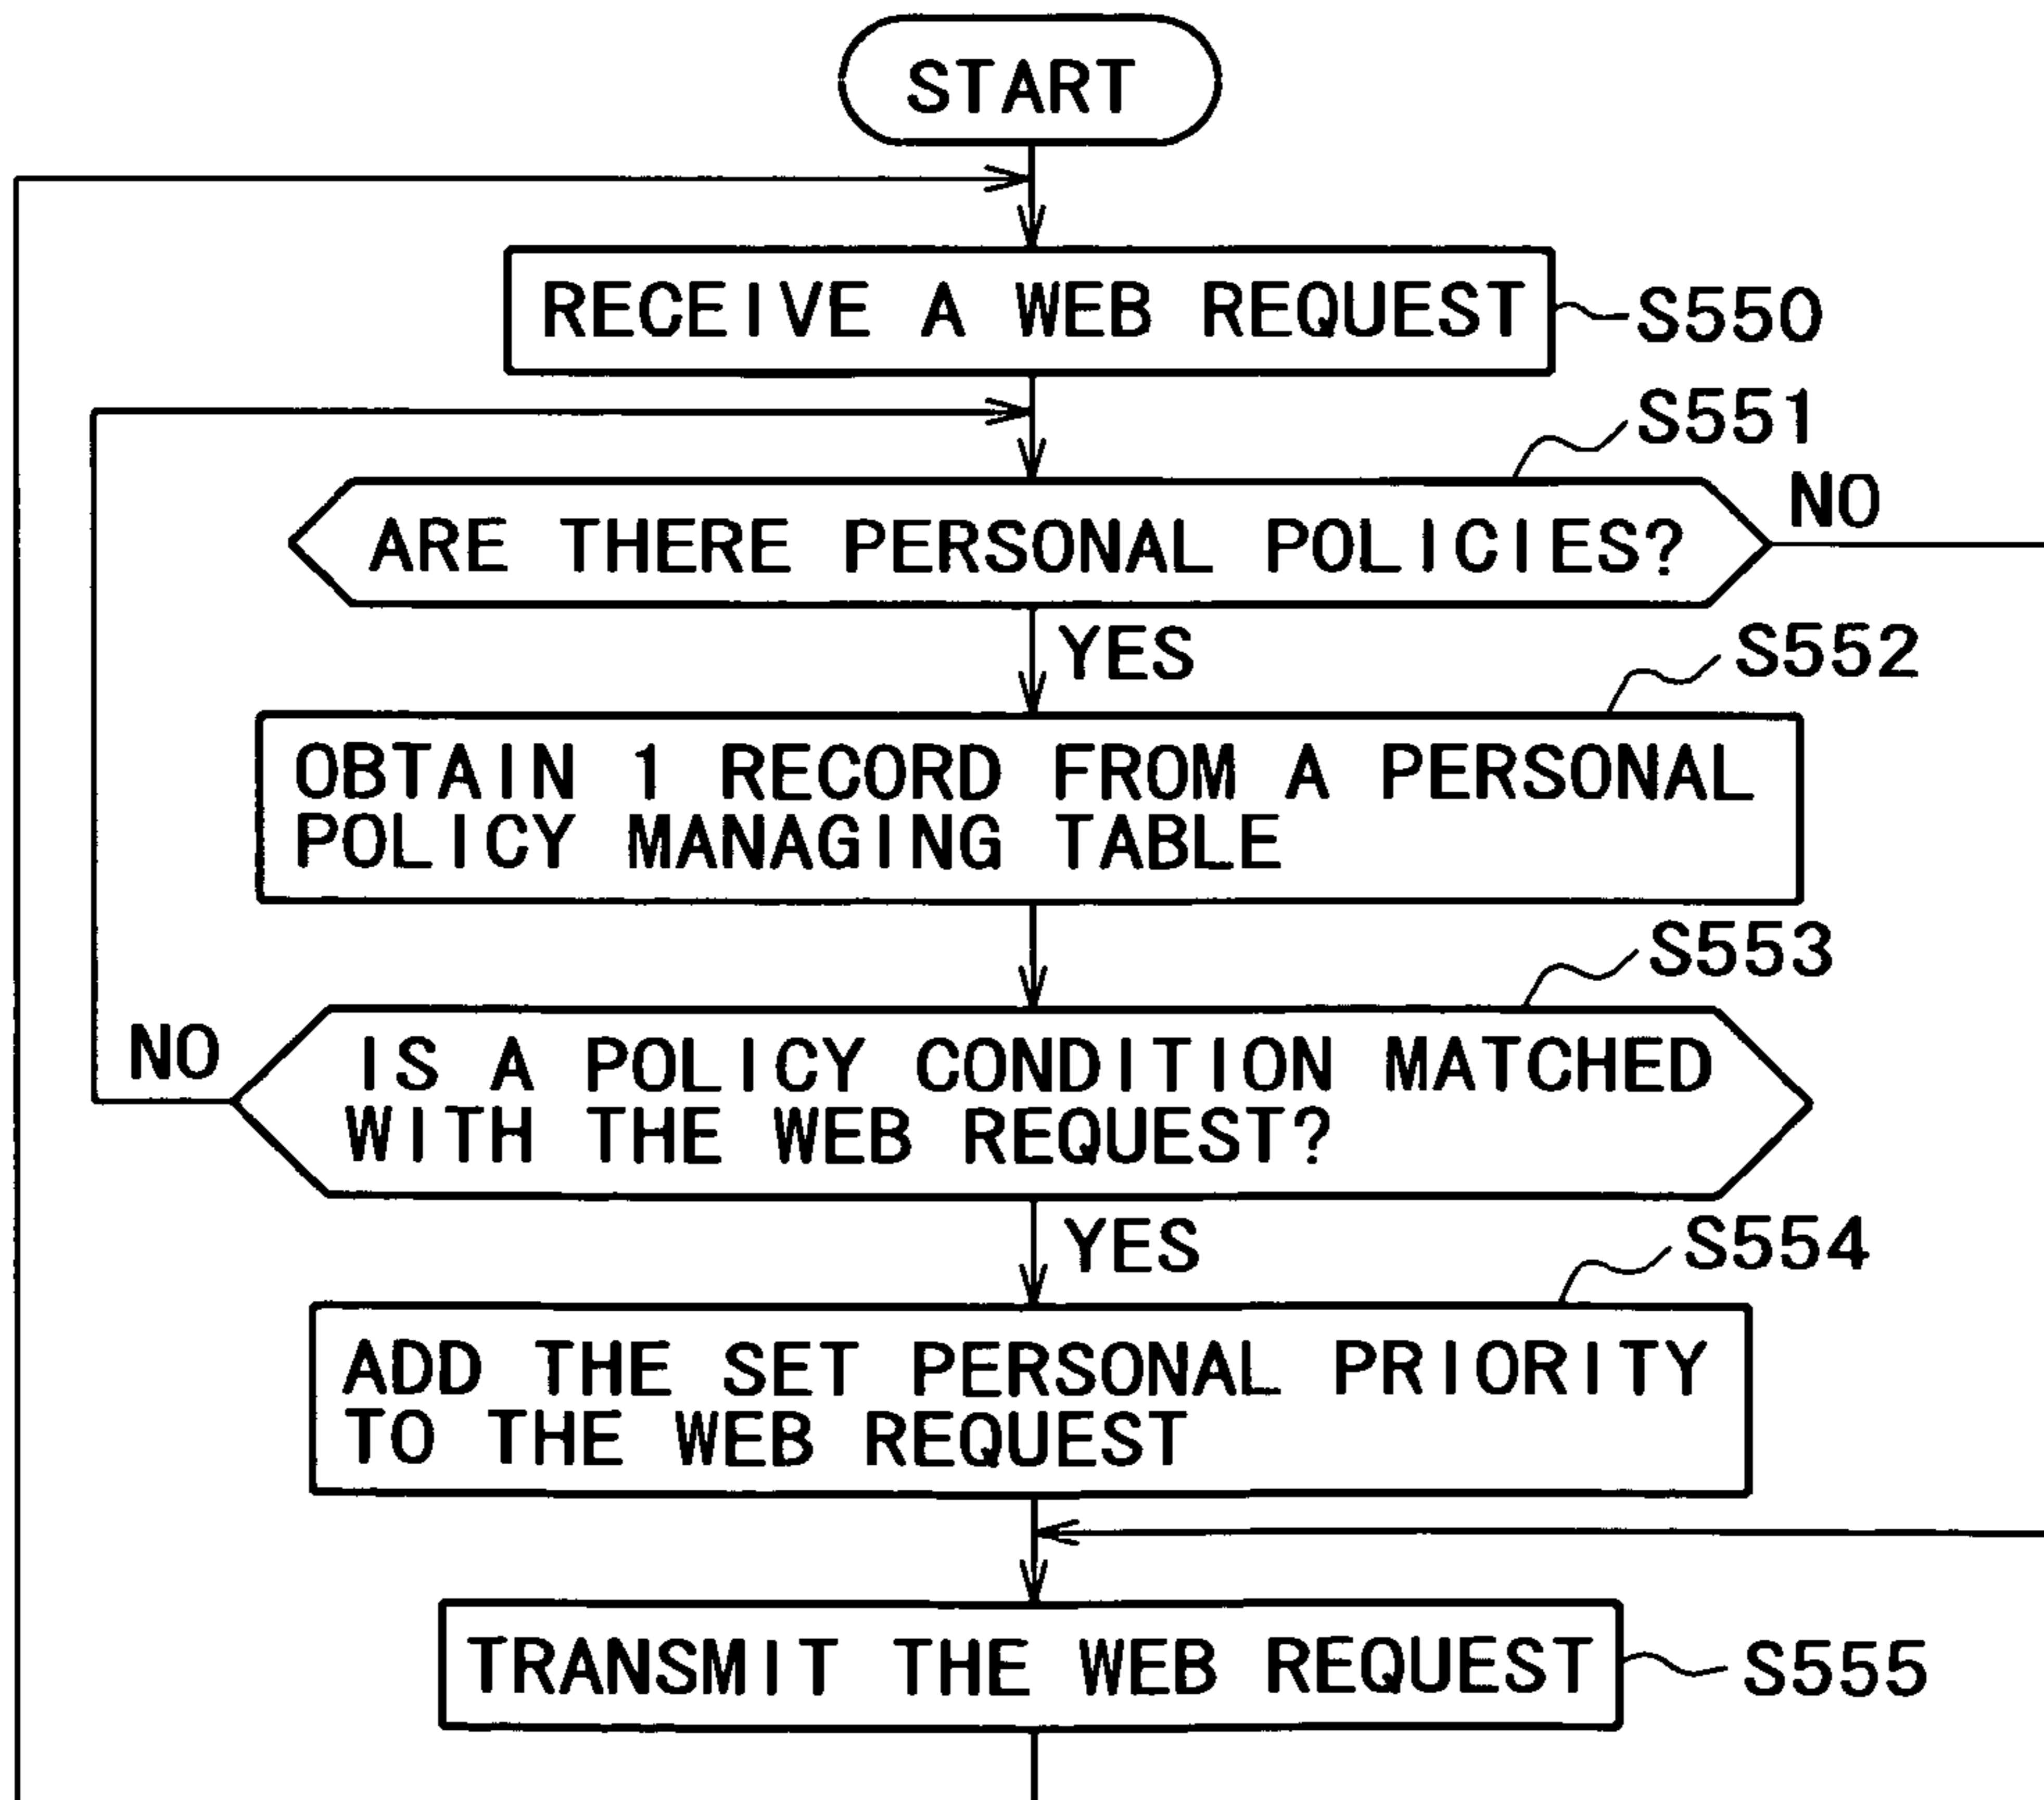 START
RECEIVE A WEB REQUEST
S550
S551
ARE THERE PERSONAL POLICIES?
NO
YES
S552
OBTAIN 1 RECORD FROM A PERSONAL
POLICY MANAGING TABLE
S553
NO
IS A POLICY CONDITION MATCHED
WITH THE WEB REQUEST?
YES
S554
ADD THE SET PERSONAL PRIORITY
TO THE WEB REQUEST
TRANSMIT THE WEB REQUEST
S555